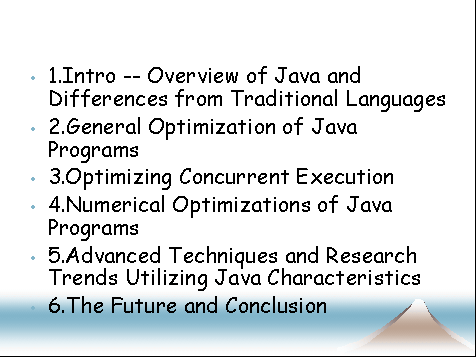 • 1.Intro -- Overview of Java and
Differences from Traditional Languages
• 2.General Optimization of Java
Programs
• 3.Optimizing Concurrent Execution
• 4.Numerical Optimizations of Java
Programs
• 5.Advanced Techniques and Research
Trends Utilizing Java Characteristics
• 6.The Future and Conclusion